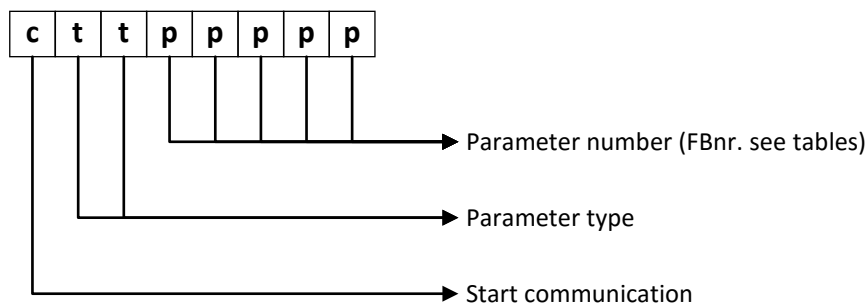 c t t p p p p p
Parameter number (FBnr. see tables)
Parameter type
Start communication